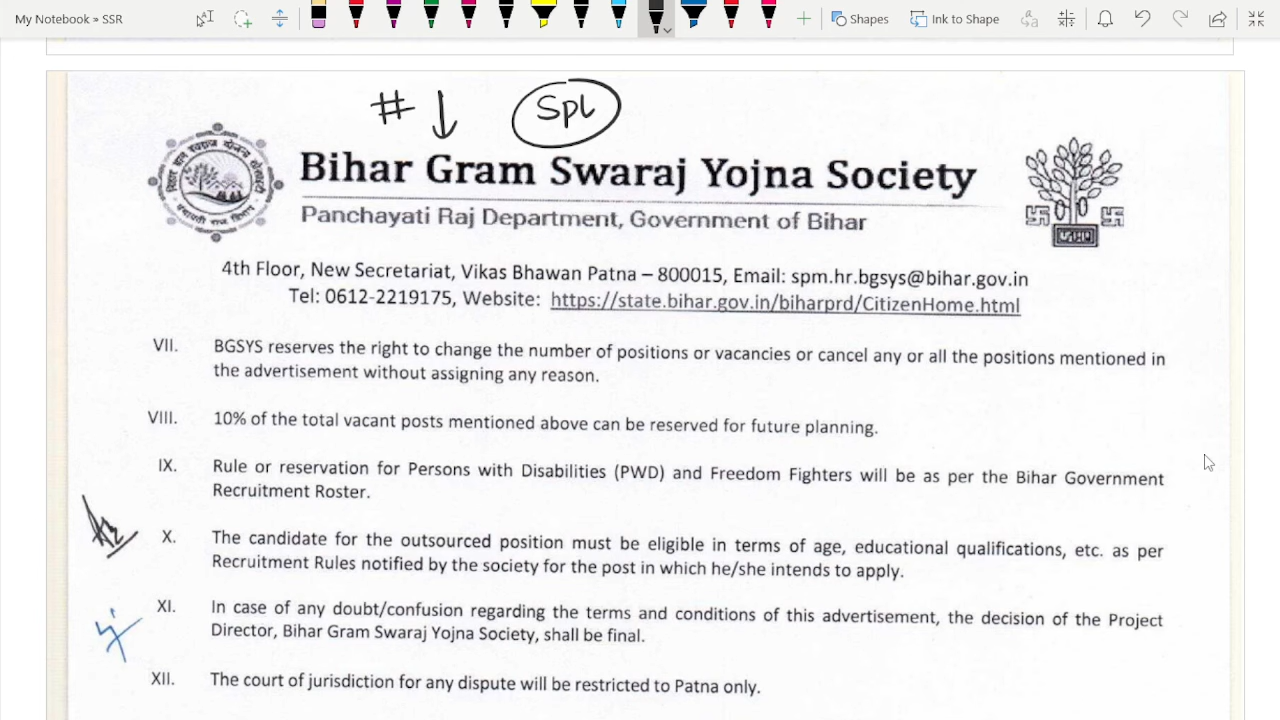 My Notebook » SSR
Shapes
Ink to Shape
# ↓ Spl
Bihar Gram Swaraj Yojna Society
Panchayati Raj Department, Government of Bihar
4th Floor, New Secretariat, Vikas Bhawan Patna – 800015, Email: spm.hr.bgsys@bihar.gov.in
Tel: 0612-2219175, Website: https://state.bihar.gov.in/biharprd/CitizenHome.html
VII. BGSYS reserves the right to change the number of positions or vacancies or cancel any or all the positions mentioned in
the advertisement without assigning any reason.
VIII. 10% of the total vacant posts mentioned above can be reserved for future planning.
IX. Rule or reservation for Persons with Disabilities (PWD) and Freedom Fighters will be as per the Bihar Government
Recruitment Roster.
X. The candidate for the outsourced position must be eligible in terms of age, educational qualifications, etc. as per
Recruitment Rules notified by the society for the post in which he/she intends to apply.
XI. In case of any doubt/confusion regarding the terms and conditions of this advertisement, the decision of the Project
Director, Bihar Gram Swaraj Yojna Society, shall be final.
XII. The court of jurisdiction for any dispute will be restricted to Patna only.